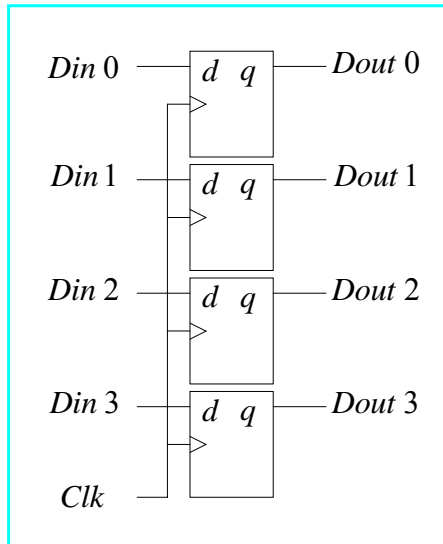 Din 0 d q Dout 0
Din 1 d q Dout 1
Din 2 d q Dout 2
Din 3 d q Dout 3
Clk